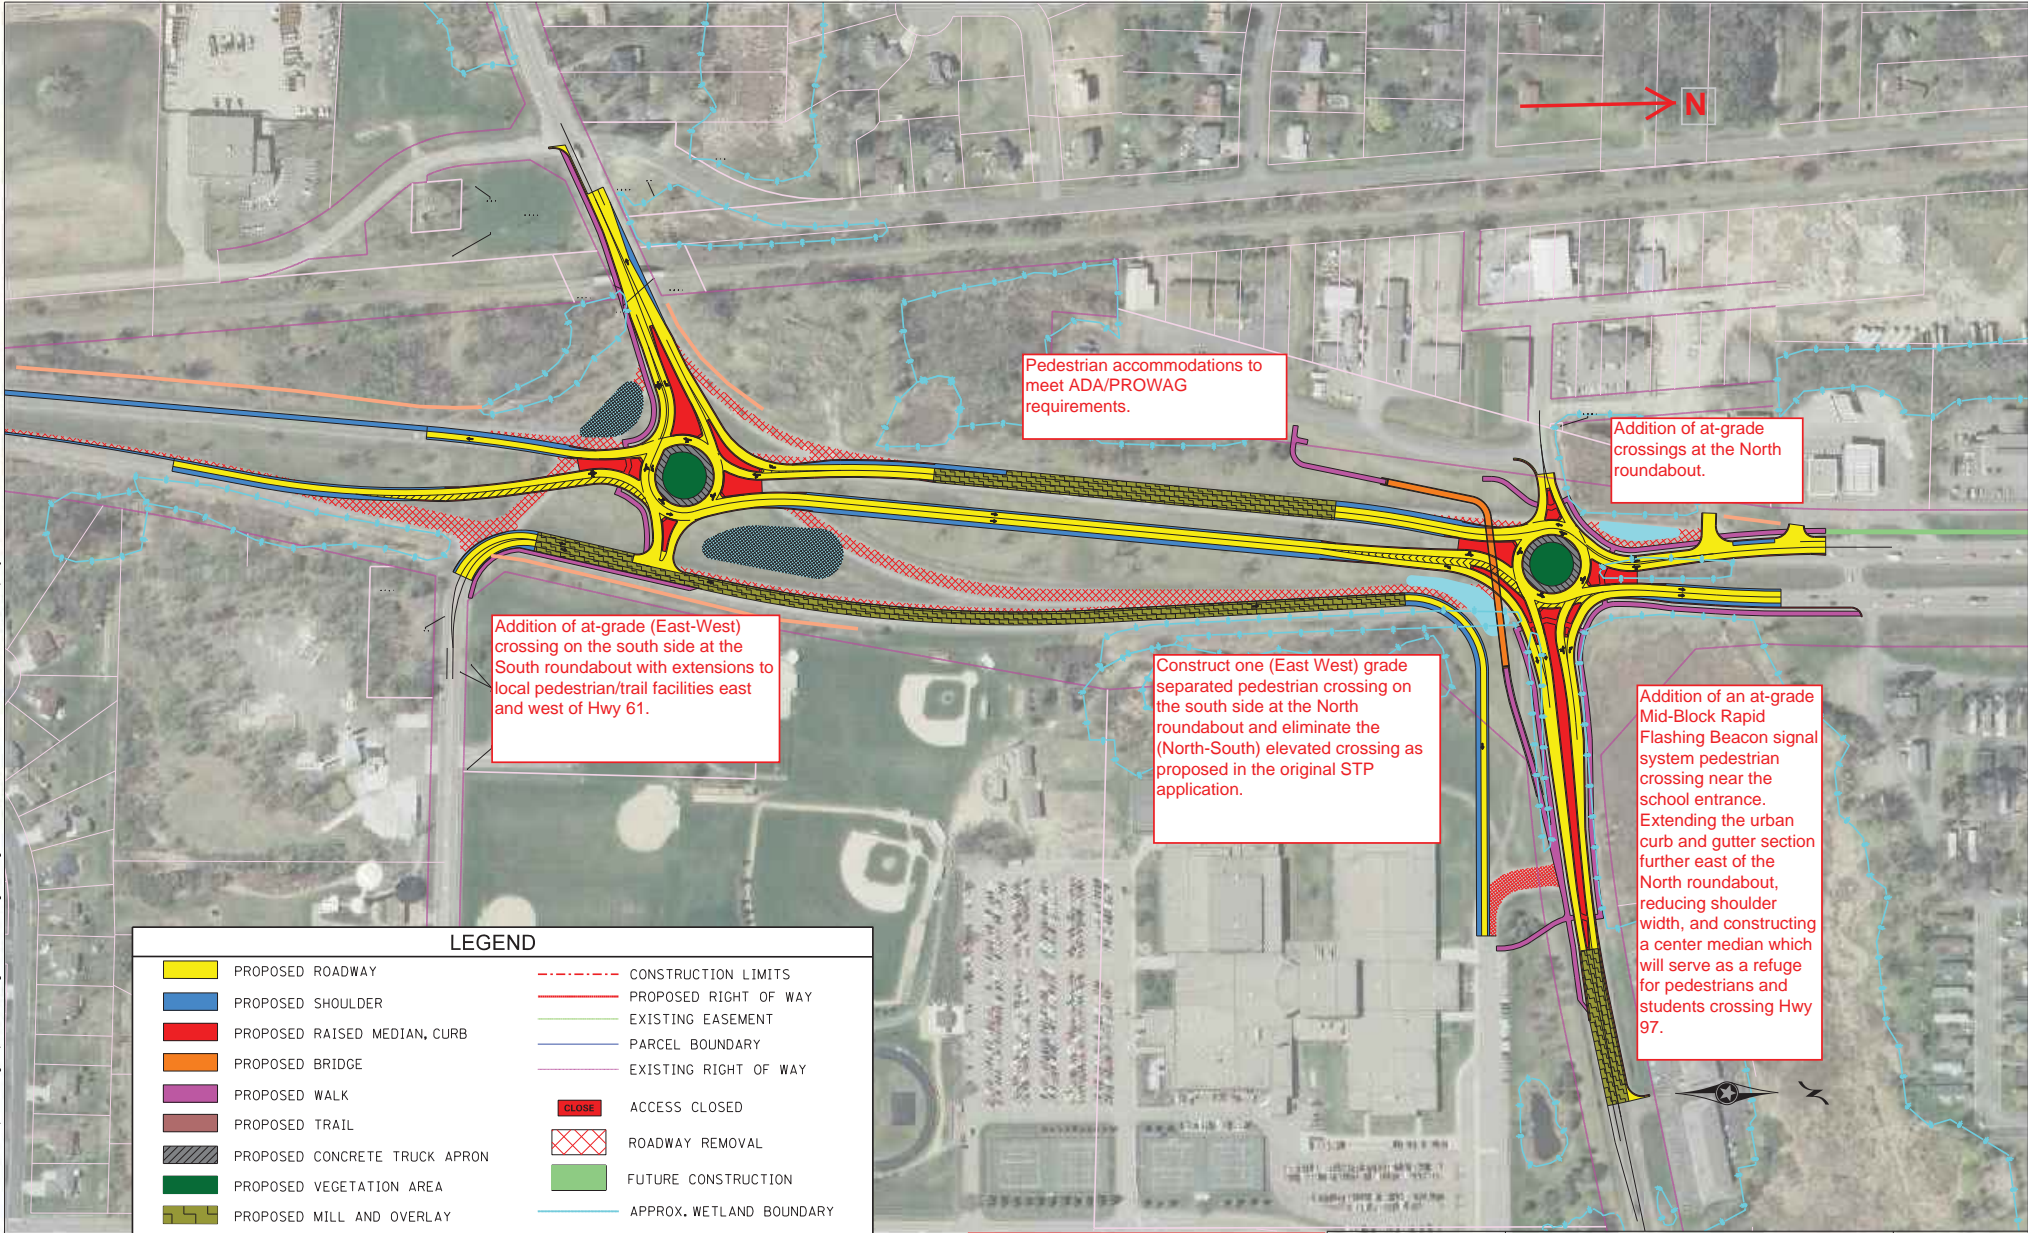 N
Pedestrian accommodations to
meet ADA/PROWAG
requirements.
Addition of at-grade
crossings at the North
roundabout.
Addition of at-grade (East-West)
crossing on the south side at the
South roundabout with extensions to
local pedestrian/trail facilities east
and west of Hwy 61.
Construct one (East West) grade
separated pedestrian crossing on
the south side at the North
roundabout and eliminate the
(North-South) elevated crossing as
proposed in the original STP
application.
Addition of an at-grade
Mid-Block Rapid
Flashing Beacon signal
system pedestrian
crossing near the
school entrance.
Extending the urban
curb and gutter section
further east of the
North roundabout,
reducing shoulder
width, and constructing
a center median which
will serve as a refuge
for pedestrians and
students crossing Hwy
97.
LEGEND
PROPOSED ROADWAY
PROPOSED SHOULDER
PROPOSED RAISED MEDIAN, CURB
PROPOSED BRIDGE
PROPOSED WALK
PROPOSED TRAIL
PROPOSED CONCRETE TRUCK APRON
PROPOSED VEGETATION AREA
PROPOSED MILL AND OVERLAY
CONSTRUCTION LIMITS
PROPOSED RIGHT OF WAY
EXISTING EASEMENT
PARCEL BOUNDARY
EXISTING RIGHT OF WAY
CLOSE ACCESS CLOSED
ROADWAY REMOVAL
FUTURE CONSTRUCTION
APPROX. WETLAND BOUNDARY
N